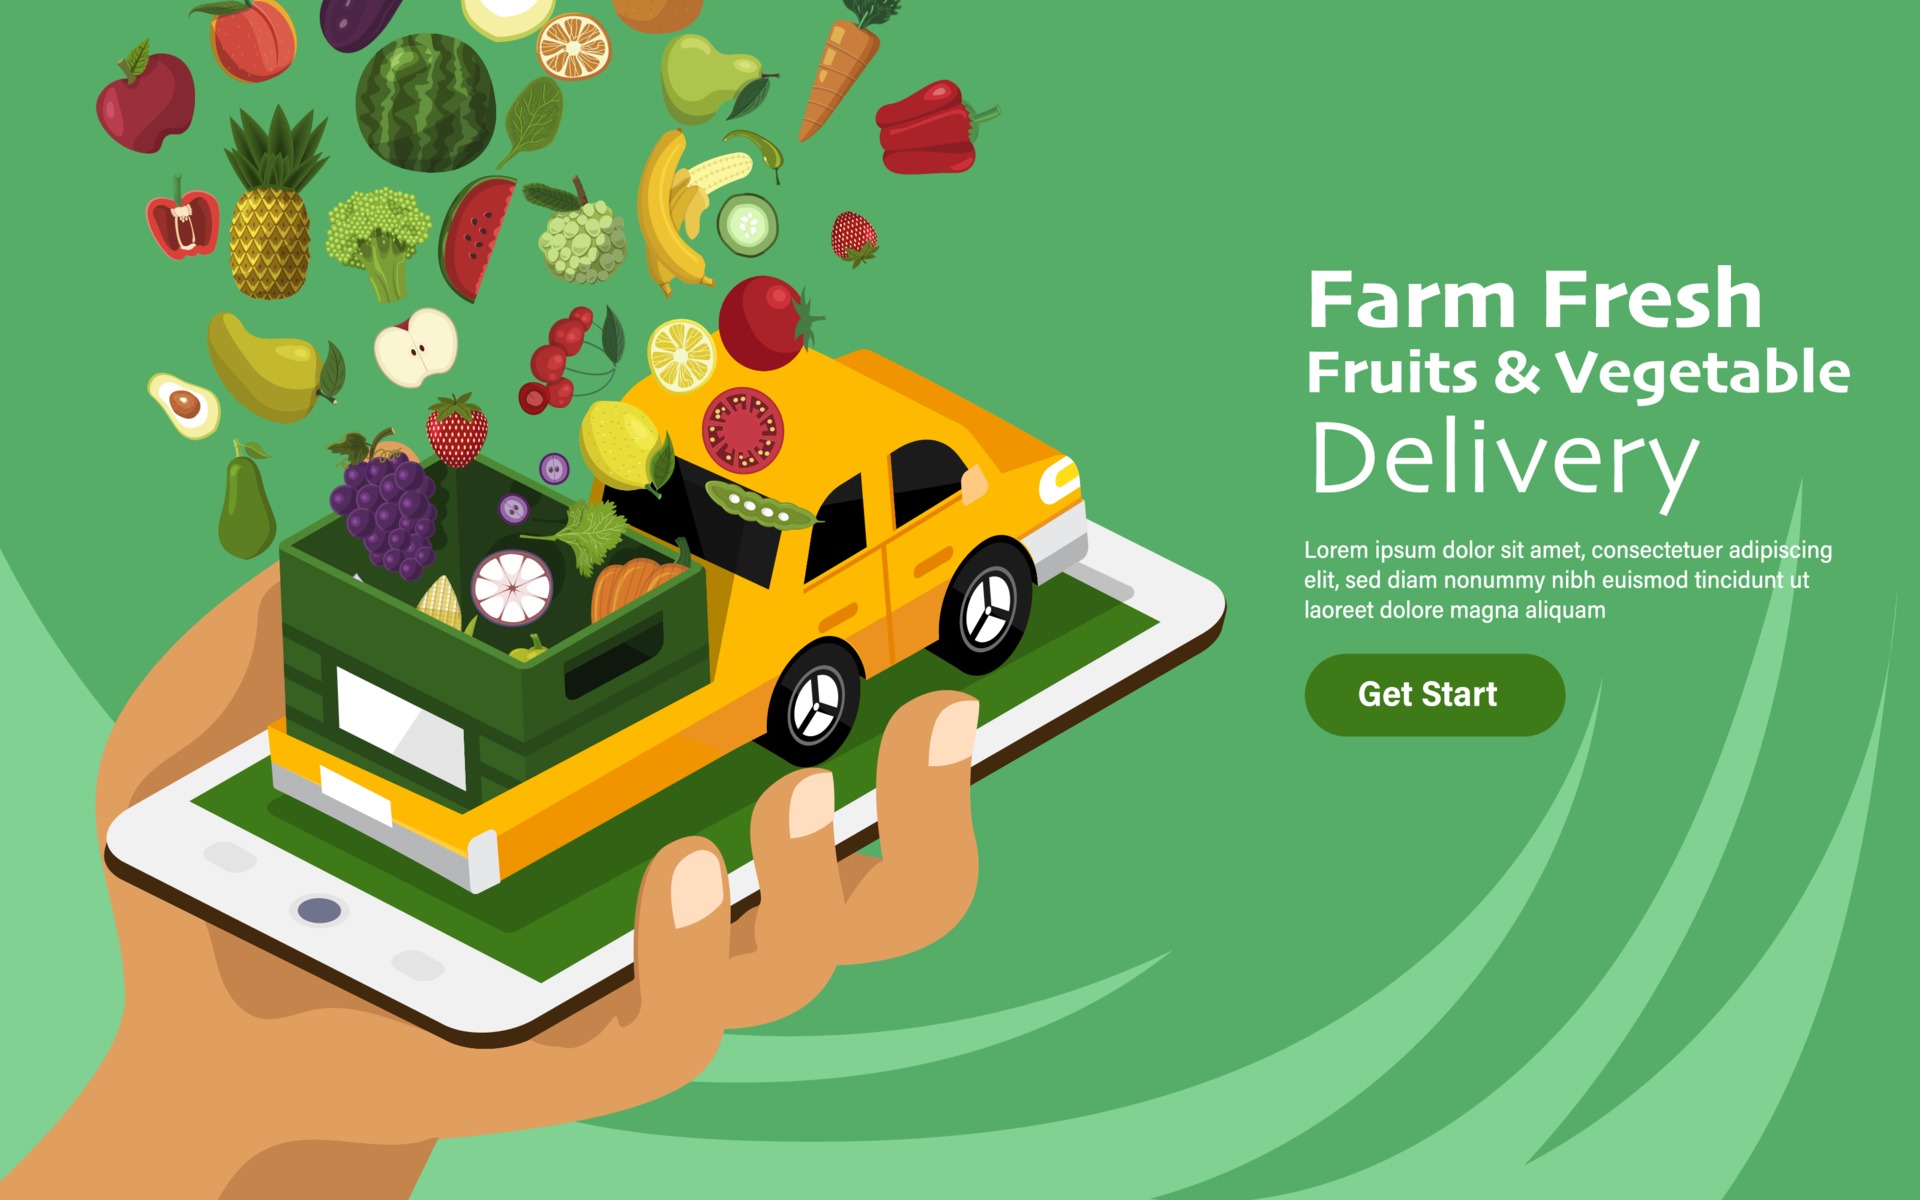 Farm Fresh
Fruits & Vegetable
Delivery
Lorem ipsum dolor sit amet, consectetuer adipiscing
elit, sed diam nonummy nibh euismod tincidunt ut
laoreet dolore magna aliquam
Get Start